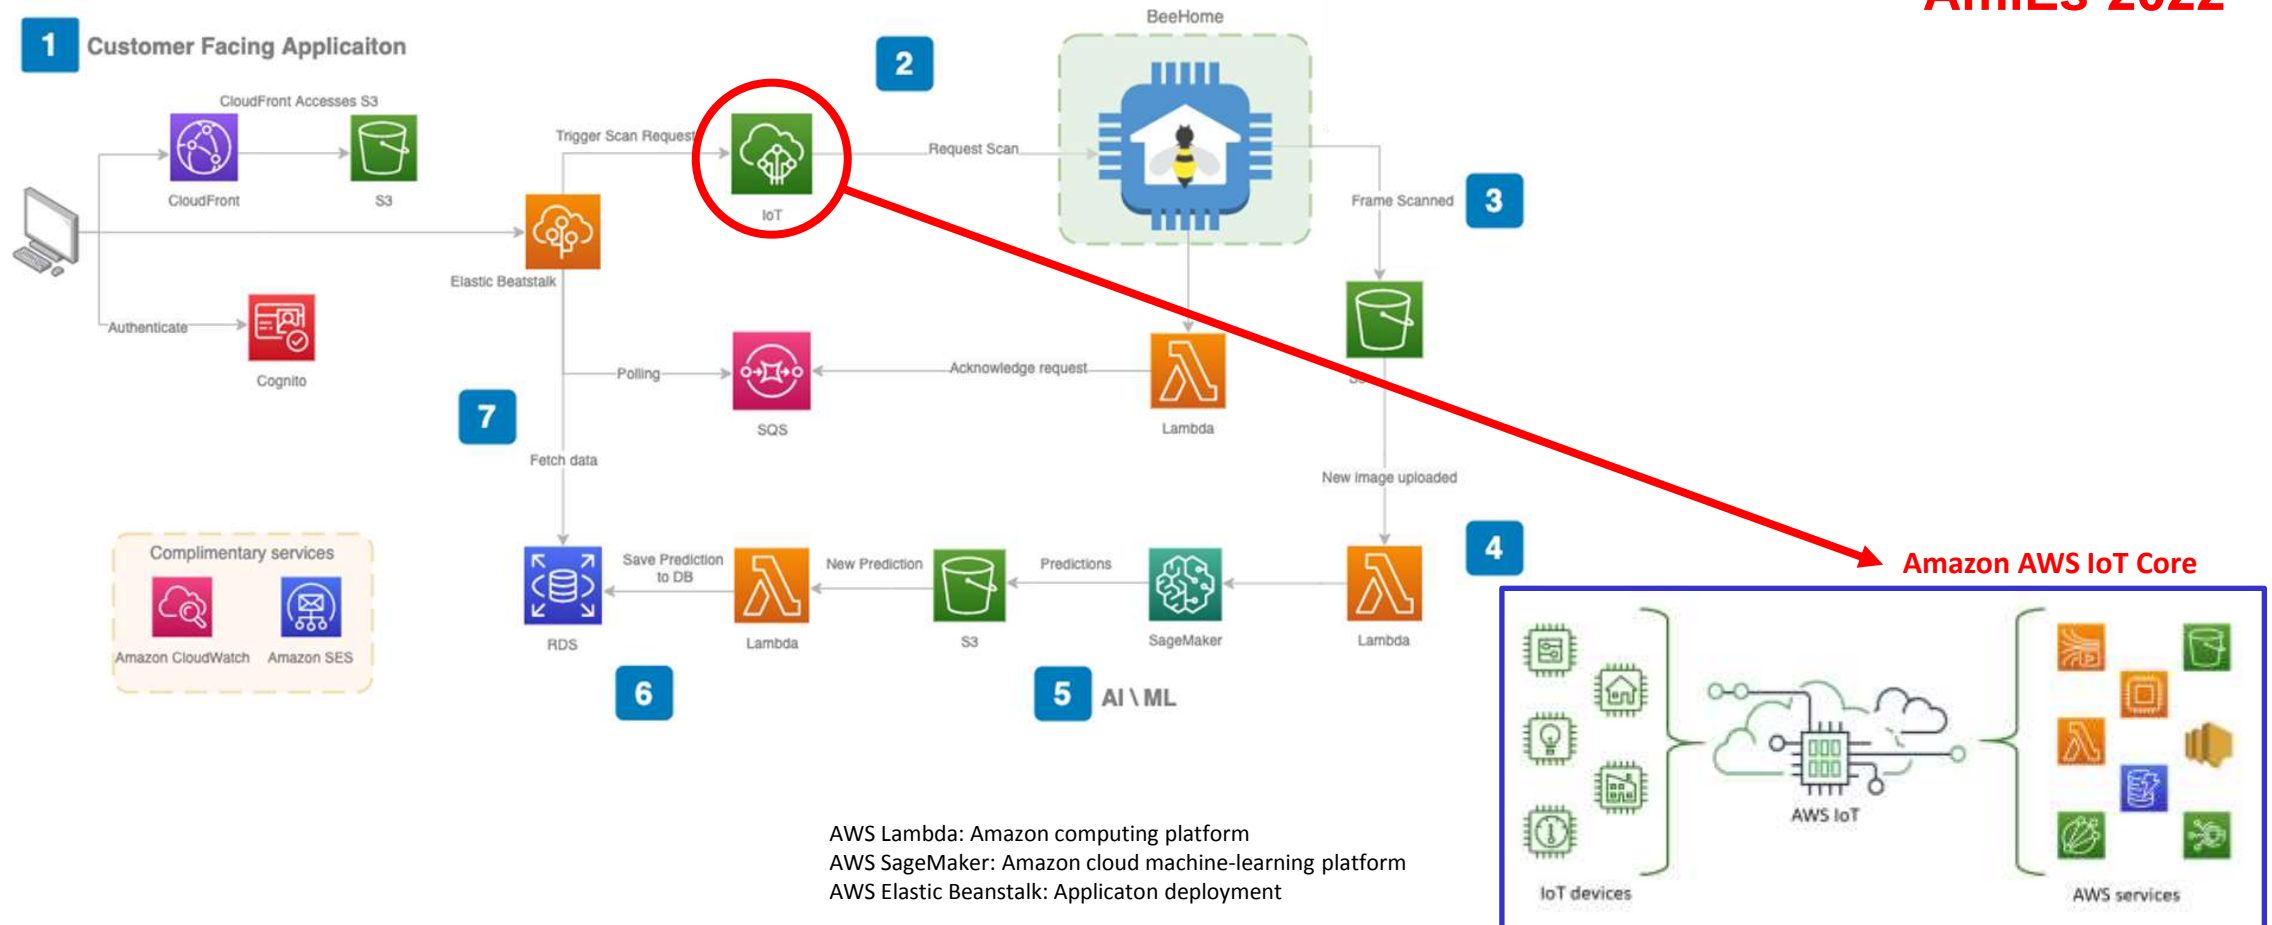 AmiEs 2022
BeeHome
1
Customer Facing Applicaiton
2
CloudFront Accesses S3
CloudFront
S3
Trigger Scan Request
IoT
Request Scan
Frame Scanned
3
Elastic Beatstalk
Authenticate
Cognito
Polling
SQS
Acknowledge request
Lambda
7
Fetch data
New image uploaded
4
Complimentary services
Amazon CloudWatch
Amazon SES
RDS
Save Prediction
to DB
Lambda
New Prediction
S3
Predictions
SageMaker
Lambda
6
5
AI \ ML
Amazon AWS IoT Core
AWS IoT
IoT devices
AWS services
AWS Lambda: Amazon computing platform
AWS SageMaker: Amazon cloud machine-learning platform
AWS Elastic Beanstalk: Applicaton deployment